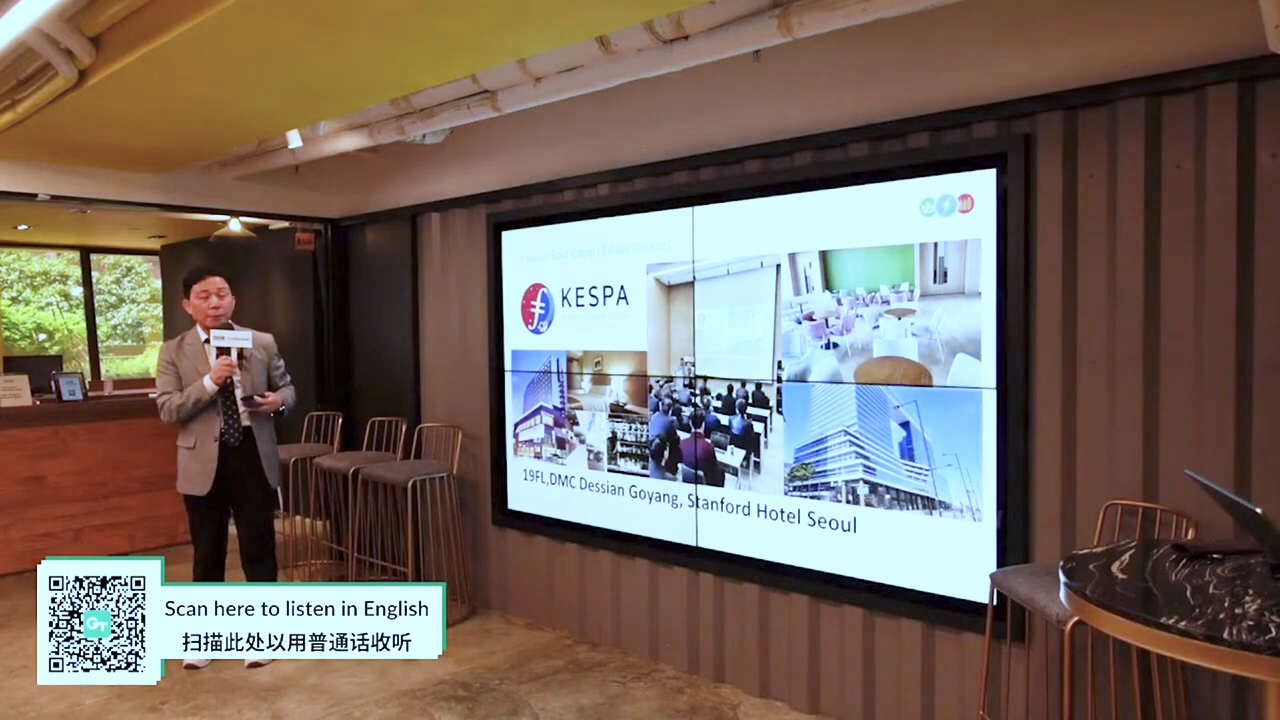 KESPA
19FL,DMC Dessian Goyang, Stanford Hotel Seoul
Scan here to listen in English
扫描此处以用普通话收听
GT